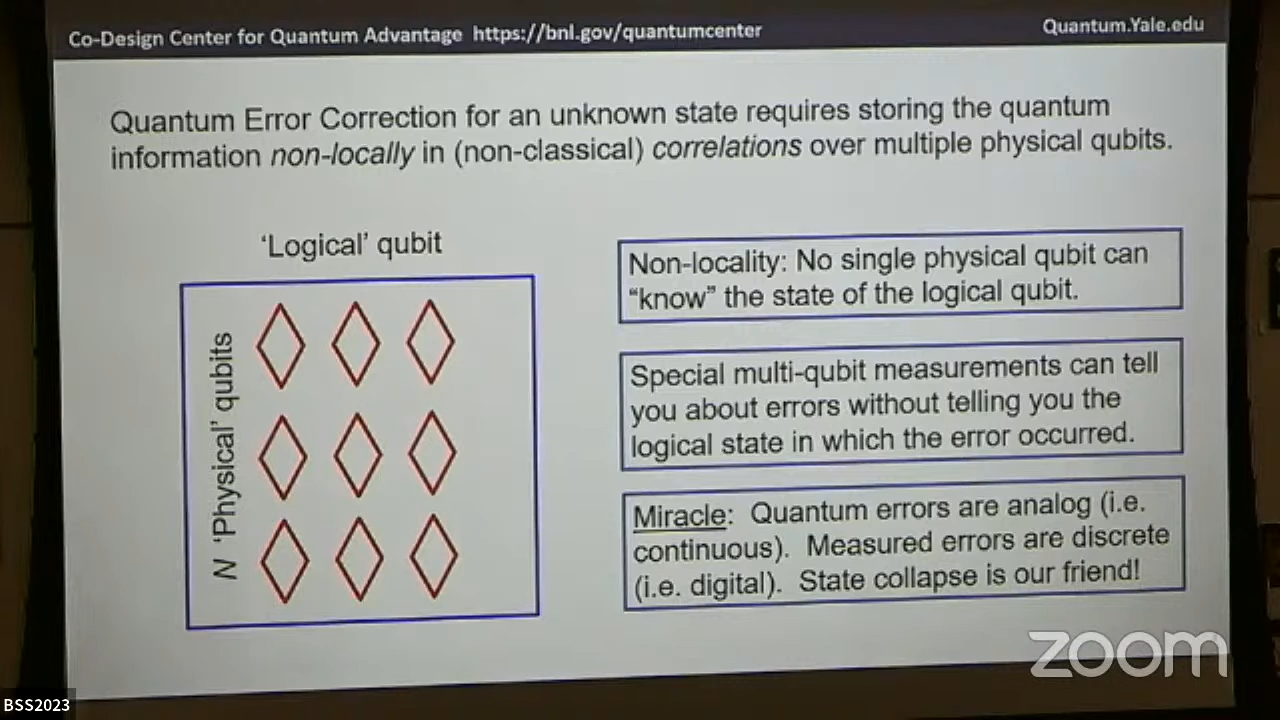 Co-Design Center for Quantum Advantage https://bnl.gov/quantumcenter
Quantum.Yale.edu
Quantum Error Correction for an unknown state requires storing the quantum
information non-locally in (non-classical) correlations over multiple physical qubits.
‘Logical’ qubit
N ‘Physical’ qubits
Non-locality: No single physical qubit can
“know” the state of the logical qubit.
Special multi-qubit measurements can tell
you about errors without telling you the
logical state in which the error occurred.
Miracle: Quantum errors are analog (i.e.
continuous). Measured errors are discrete
(i.e. digital). State collapse is our friend!
zoom
BSS2023